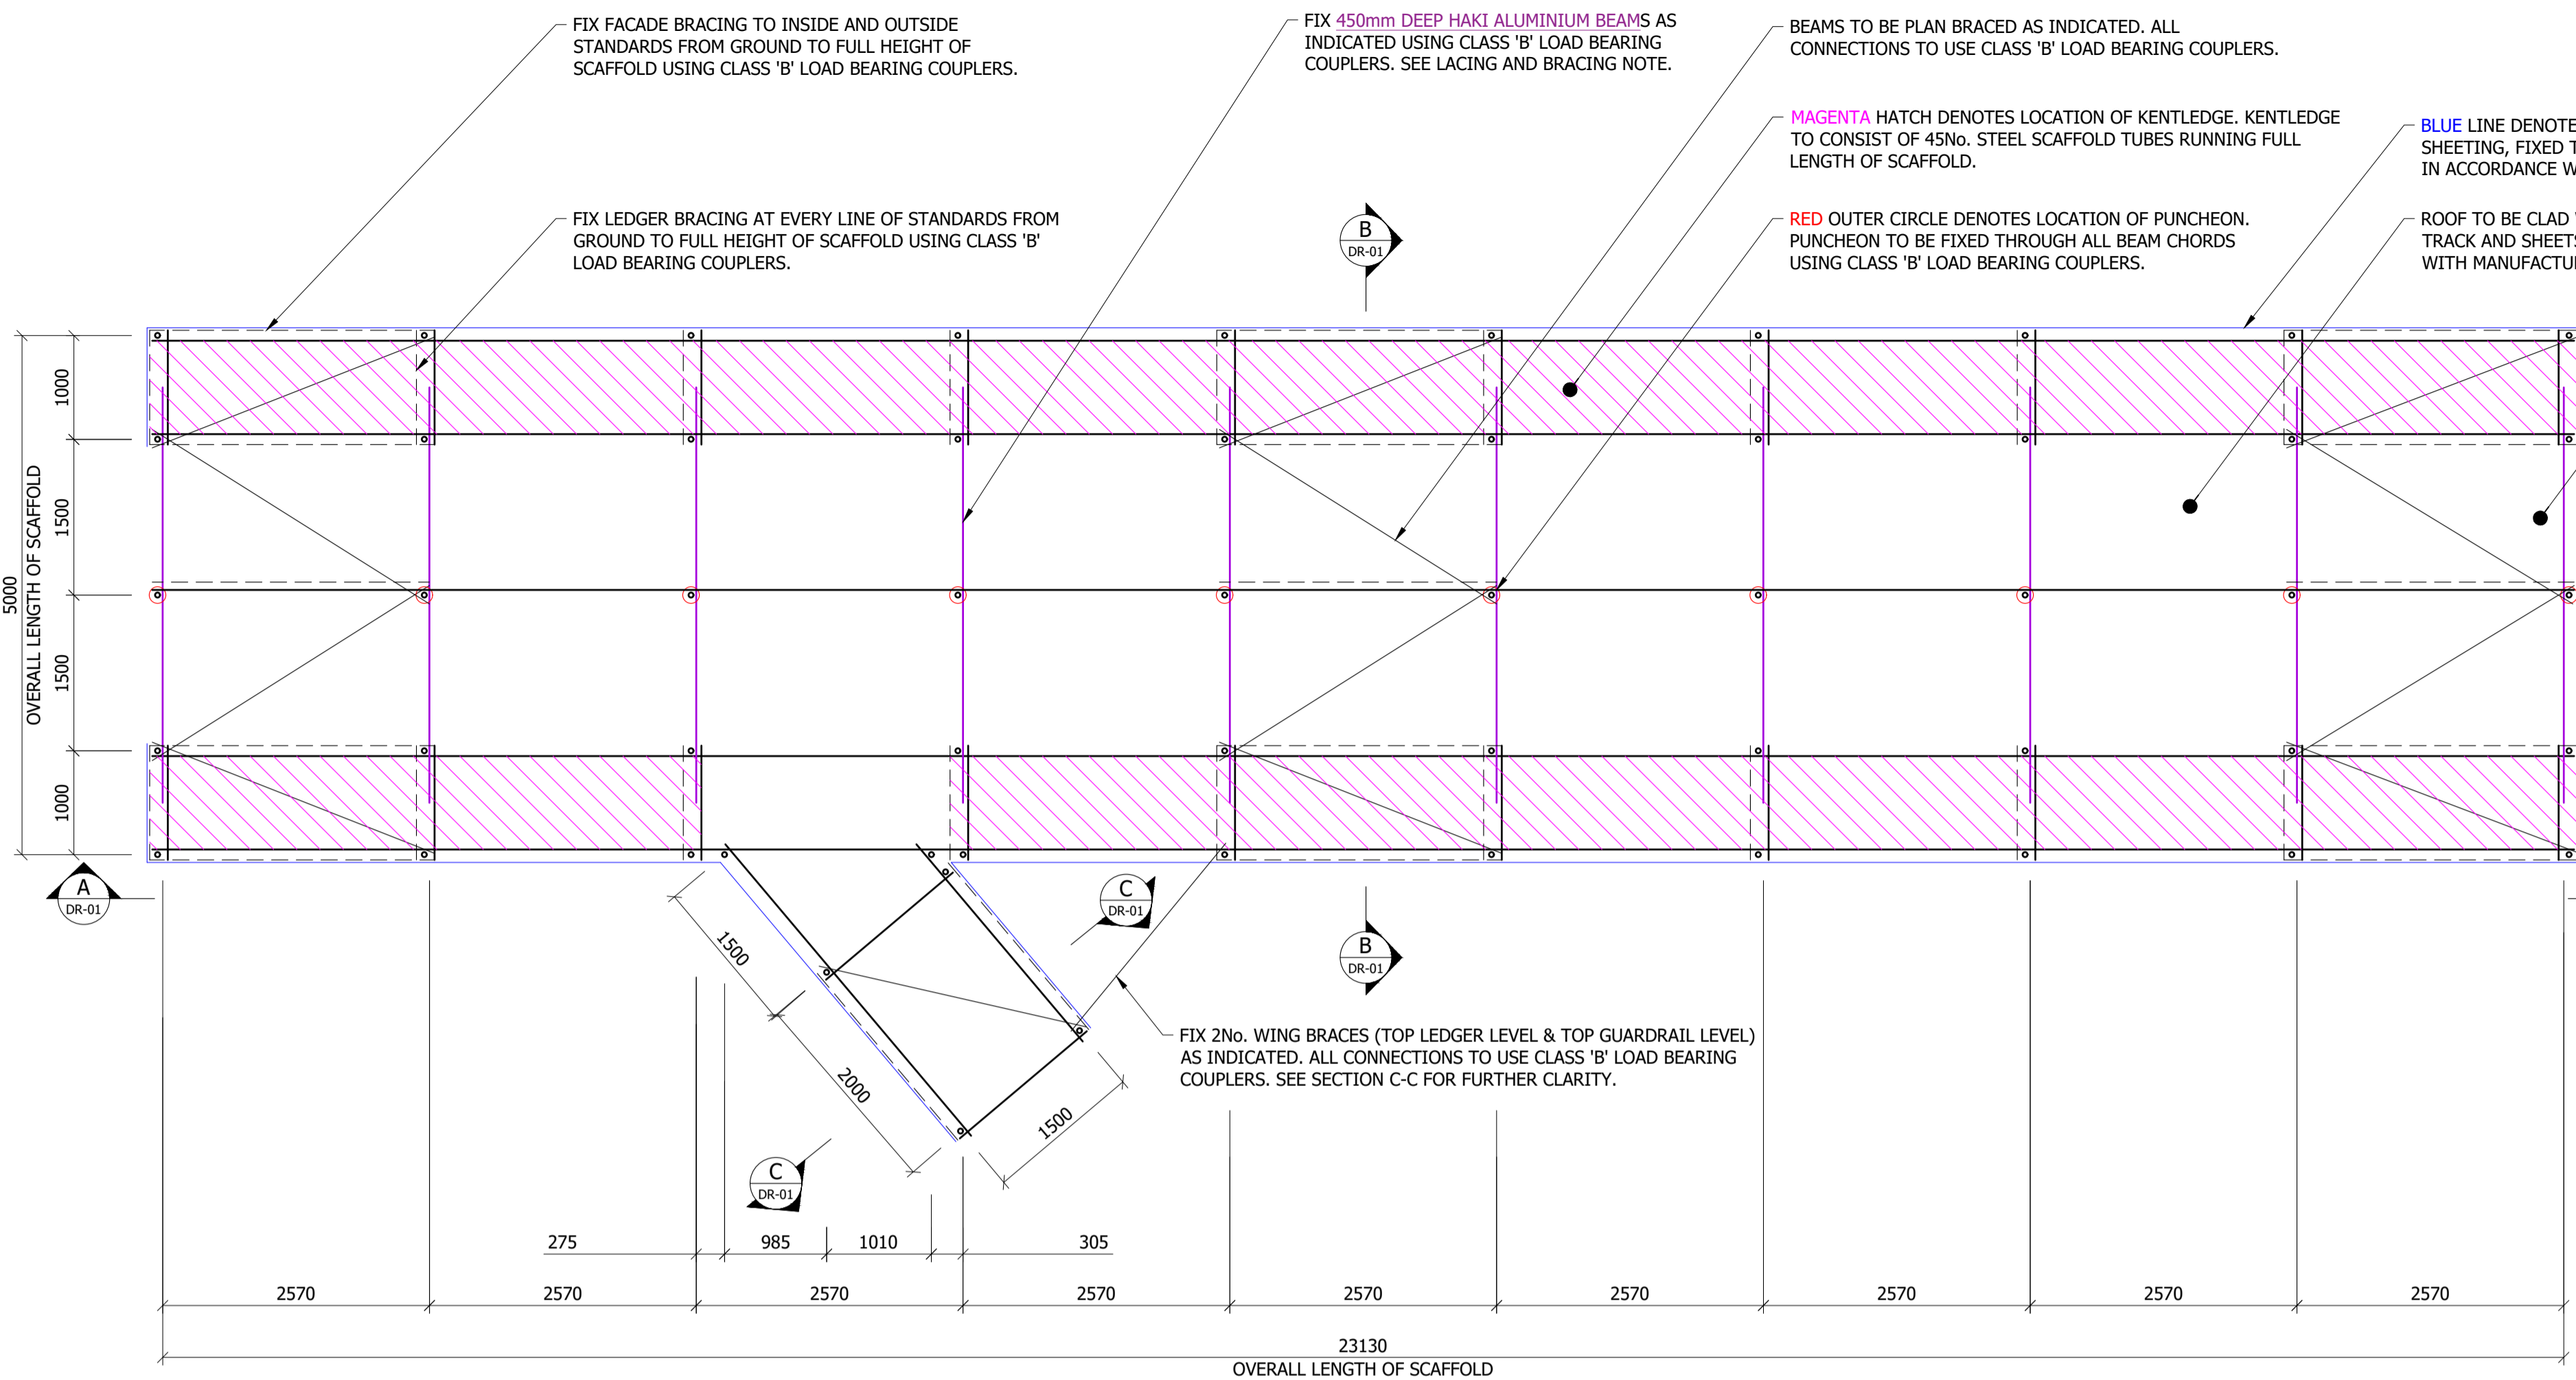 FIX FACADE BRACING TO INSIDE AND OUTSIDE
STANDARDS FROM GROUND TO FULL HEIGHT OF
SCAFFOLD USING CLASS 'B' LOAD BEARING COUPLERS.
FIX 450mm DEEP HAKI ALUMINIUM BEAMS AS
INDICATED USING CLASS 'B' LOAD BEARING
COUPLERS. SEE LACING AND BRACING NOTE.
BEAMS TO BE PLAN BRACED AS INDICATED. ALL
CONNECTIONS TO USE CLASS 'B' LOAD BEARING COUPLERS.
MAGENTA HATCH DENOTES LOCATION OF KENTLEDGE. KENTLEDGE
TO CONSIST OF 45No. STEEL SCAFFOLD TUBES RUNNING FULL
LENGTH OF SCAFFOLD.
BLUE LINE DENOTE
SHEETING, FIXED T
IN ACCORDANCE W
FIX LEDGER BRACING AT EVERY LINE OF STANDARDS FROM
GROUND TO FULL HEIGHT OF SCAFFOLD USING CLASS 'B'
LOAD BEARING COUPLERS.
B
DR-01
RED OUTER CIRCLE DENOTES LOCATION OF PUNCHEON.
PUNCHEON TO BE FIXED THROUGH ALL BEAM CHORDS
USING CLASS 'B' LOAD BEARING COUPLERS.
ROOF TO BE CLAD
TRACK AND SHEETS
WITH MANUFACTU
1000
1500
1500
1000
5000
OVERALL LENGTH OF SCAFFOLD
A
DR-01
C
DR-01
B
DR-01
1500
2000
1500
FIX 2No. WING BRACES (TOP LEDGER LEVEL & TOP GUARDRAIL LEVEL)
AS INDICATED. ALL CONNECTIONS TO USE CLASS 'B' LOAD BEARING
COUPLERS. SEE SECTION C-C FOR FURTHER CLARITY.
C
DR-01
275
985
1010
305
2570
2570
2570
2570
2570
2570
2570
2570
2570
23130
OVERALL LENGTH OF SCAFFOLD